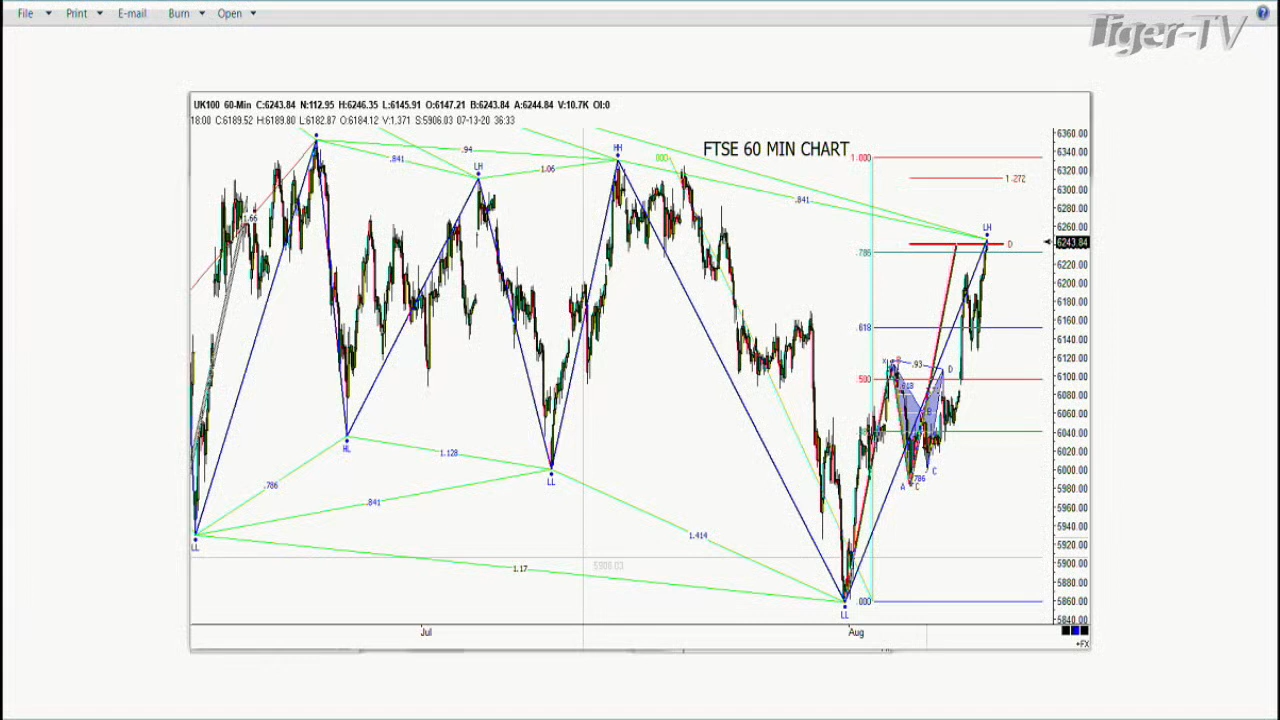 File Print E-mail Burn Open
Tiger-TV
UK100 60-Min C:6243.84 N:112.95 H:6246.35 L:6145.91 O:6147.21 B:6243.84 A:6244.84 V:10.7K OI:0
18:00 C:6189.52 H:6189.80 L:6182.87 O:6184.12 V:1.371 S:5906.03 07-13-20 36:33
FTSE 60 MIN CHART
6360.00
6340.00
6320.00
6300.00
6280.00
6260.00
6243.84
6220.00
6200.00
6180.00
6160.00
6140.00
6120.00
6100.00
6080.00
6060.00
6040.00
6020.00
6000.00
5980.00
5960.00
5940.00
5920.00
5900.00
5880.00
5860.00
5840.00
.94
.841
LH
1.06
HH
1.000
1.272
.841
1.66
LH
D
.786
.618
.93
D
.500
HL
1.128
LL
.786
.841
A
C
C
.786
LL
1.414
1.17
5906.03
.000
LL
Jul Aug
+FX